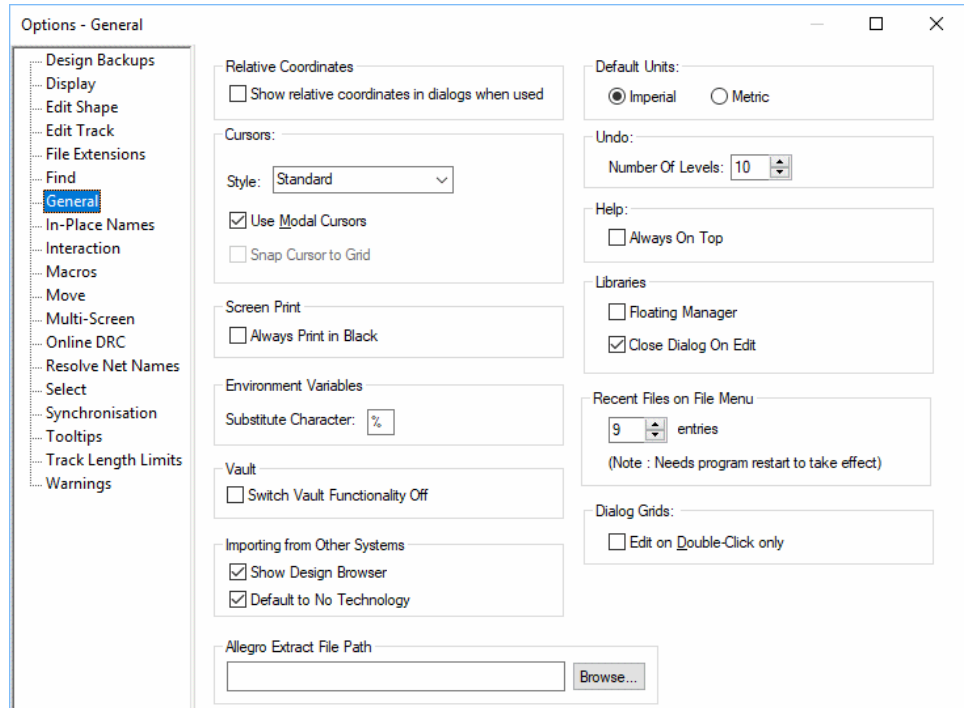 Options - General
Design Backups
Display
Edit Shape
Edit Track
File Extensions
Find
General
In-Place Names
Interaction
Macros
Move
Multi-Screen
Online DRC
Resolve Net Names
Select
Synchronisation
Tooltips
Track Length Limits
Warnings
Relative Coordinates
Show relative coordinates in dialogs when used
Cursors:
Style: Standard
Use Modal Cursors
Snap Cursor to Grid
Screen Print
Always Print in Black
Environment Variables
Substitute Character: %
Vault
Switch Vault Functionality Off
Importing from Other Systems
Show Design Browser
Default to No Technology
Allegro Extract File Path
Browse...
Default Units:
Imperial Metric
Undo:
Number Of Levels: 10
Help:
Always On Top
Libraries
Floating Manager
Close Dialog On Edit
Recent Files on File Menu
9 entries
(Note : Needs program restart to take effect)
Dialog Grids:
Edit on Double-Click only